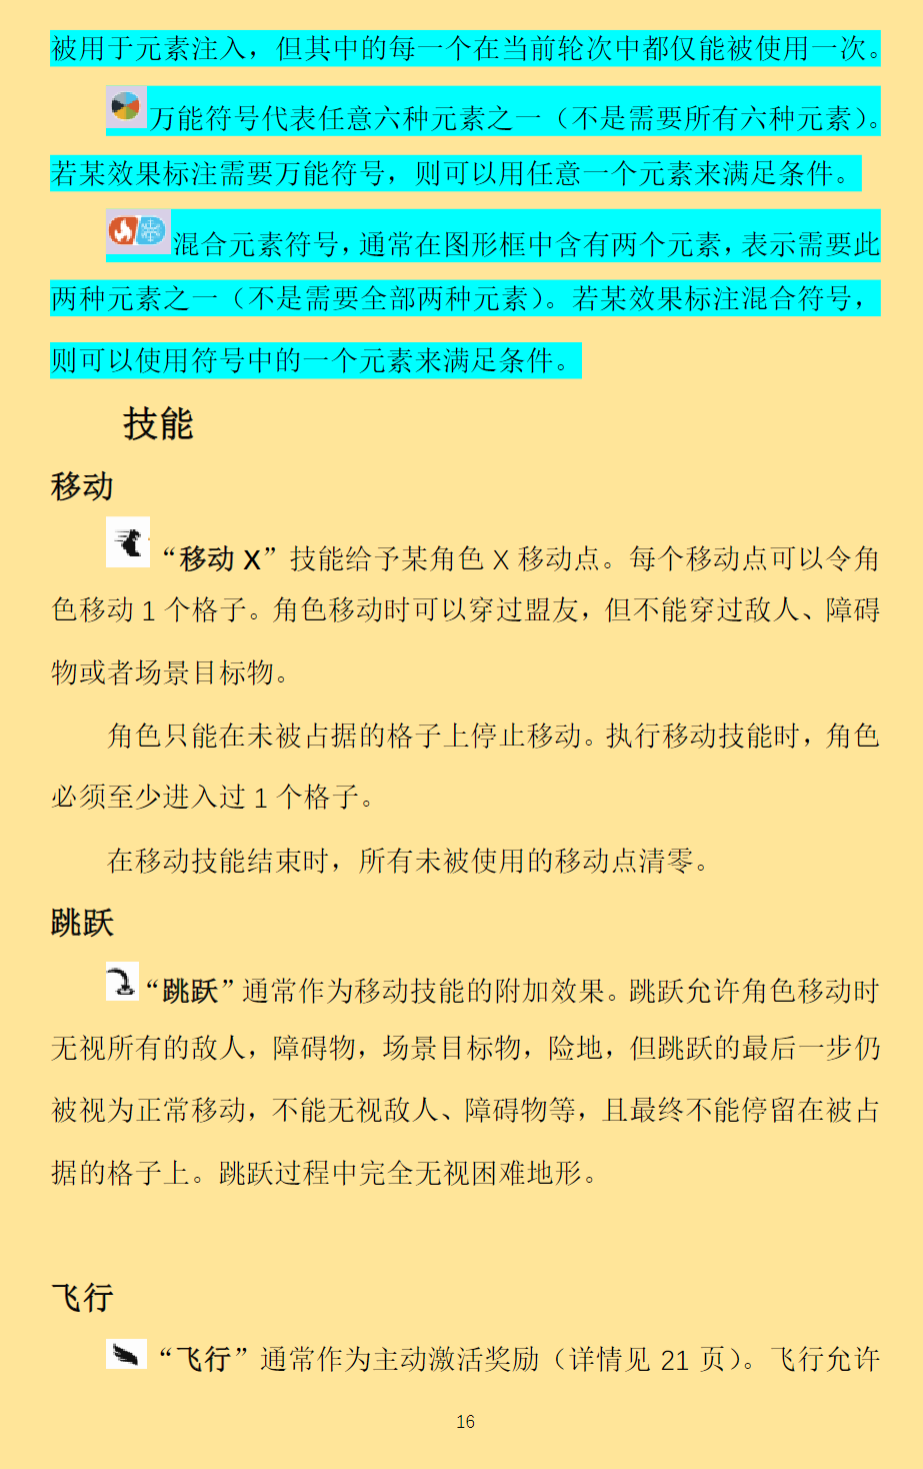 被用于元素注入，但其中的每一个在当前轮次中都仅能被使用一次。
万能符号代表任意六种元素之一（不是需要所有六种元素）。
若某效果标注需要万能符号，则可以用任意一个元素来满足条件。
混合元素符号，通常在图形框中含有两个元素，表示需要此
两种元素之一（不是需要全部两种元素）。若某效果标注混合符号，
则可以使用符号中的一个元素来满足条件。
技能
移动
“移动 X”技能给予某角色 X 移动点。每个移动点可以令角
色移动 1 个格子。角色移动时可以穿过盟友，但不能穿过敌人、障碍
物或者场景目标物。
角色只能在未被占据的格子上停止移动。执行移动技能时，角色
必须至少进入过 1 个格子。
在移动技能结束时，所有未被使用的移动点清零。
跳跃
“跳跃”通常作为移动技能的附加效果。跳跃允许角色移动时
无视所有的敌人，障碍物，场景目标物，险地，但跳跃的最后一步仍
被视为正常移动，不能无视敌人、障碍物等，且最终不能停留在被占
据的格子上。跳跃过程中完全无视困难地形。
飞行
“飞行”通常作为主动激活奖励（详情见 21 页）。飞行允许
16